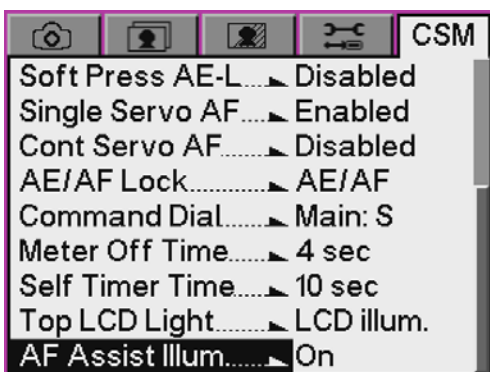 CSM
Soft Press AE-L.....Disabled
Single Servo AF....Enabled
Cont Servo AF.......Disabled
AE/AF Lock...........AE/AF
Command Dial......Main: S
Meter Off Time.....4 sec
Self Timer Time.....10 sec
Top LCD Light.......LCD illum.
AF Assist Illum.......On